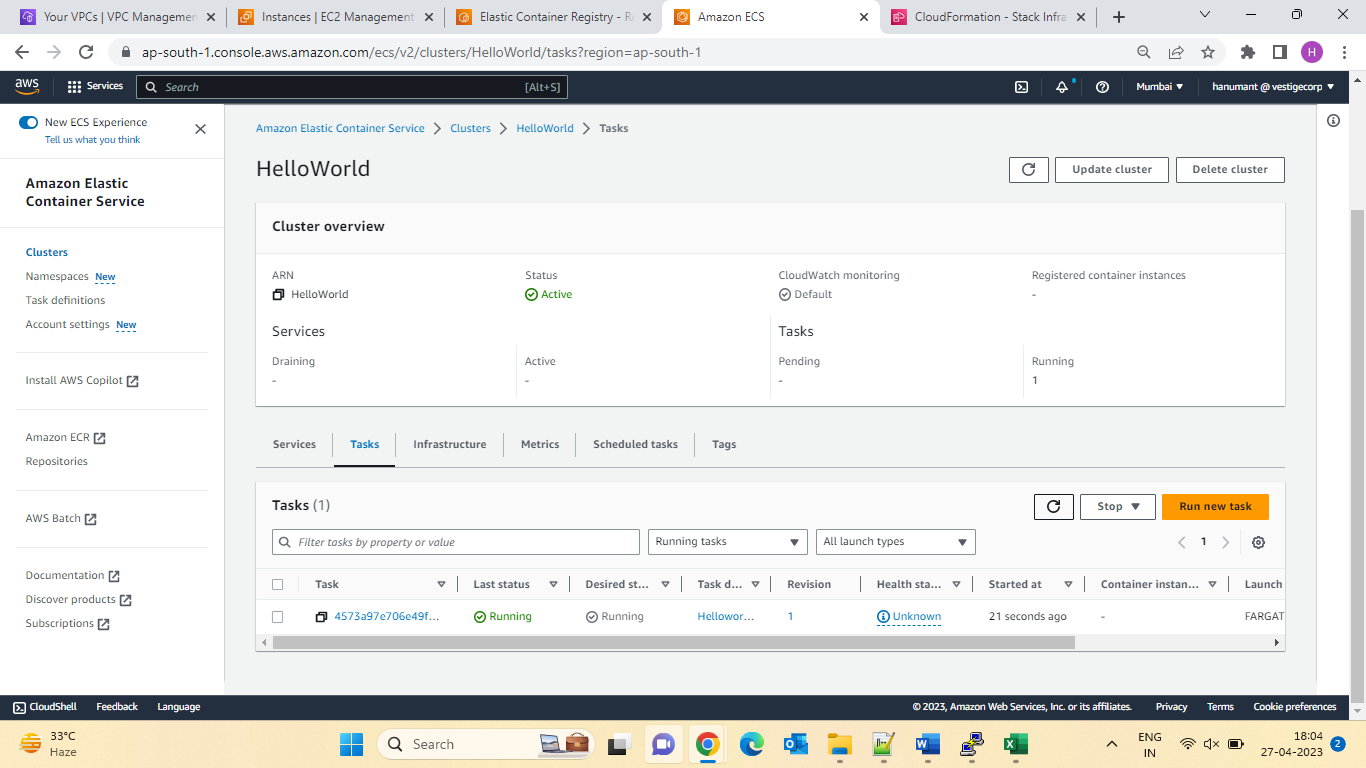 Your VPCs | VPC Managemen
Instances | EC2 Management
Elastic Container Registry - R
Amazon ECS
CloudFormation - Stack Infra
ap-south-1.console.aws.amazon.com/ecs/v2/clusters/HelloWorld/tasks?region=ap-south-1
H
aws
Services
Search
[Alt+S]
Mumbai
hanumant @ vestigecorp
New ECS Experience
Tell us what you think
Amazon Elastic
Container Service
Clusters
Namespaces New
Task definitions
Account settings New
Install AWS Copilot
Amazon ECR
Repositories
AWS Batch
Documentation
Discover products
Subscriptions
Amazon Elastic Container Service > Clusters > HelloWorld > Tasks
HelloWorld
Update cluster
Delete cluster
Cluster overview
ARN
HelloWorld
Status
Active
CloudWatch monitoring
Default
Registered container instances
-
Services
Draining
-
Active
-
Tasks
Pending
-
Running
1
Services
Tasks
Infrastructure
Metrics
Scheduled tasks
Tags
Tasks (1)
Stop
Run new task
Filter tasks by property or value
Running tasks
All launch types
1
Task Last status Desired st... Task d... Revision Health sta... Started at Container instan... Launch
4573a97e706e49f... Running Running Hellowor... 1 Unknown 21 seconds ago - FARGAT
CloudShell Feedback Language
© 2023, Amazon Web Services, Inc. or its affiliates. Privacy Terms Cookie preferences
33°C
Haze
Search
ENG
IN
18:04
27-04-2023
2